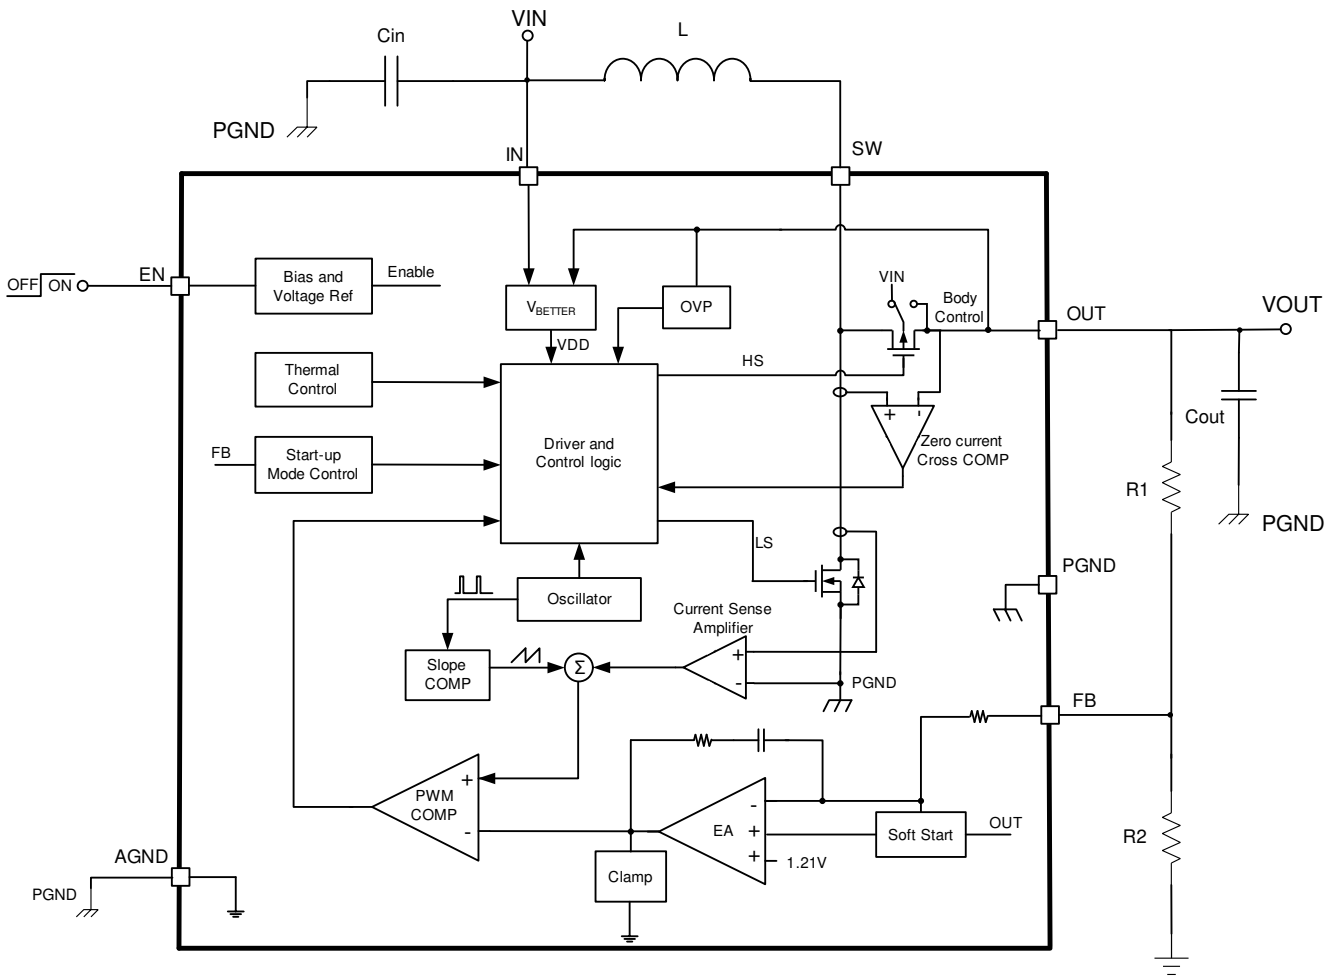 VIN
L
Cin
PGND
IN
SW
EN
OFF ON
Bias and
Voltage Ref
Enable
VBETTER
OVP
VIN
Body
Control
OUT
VOUT
VDD
HS
Thermal
Control
Driver and
Control logic
+ -
Zero current
Cross COMP
Cout
FB
Start-up
Mode Control
R1
PGND
LS
PGND
Oscillator
Current Sense
Amplifier
Slope
COMP
Σ
+
-
PGND
FB
PWM
COMP
+
-
EA
-
+
+
1.21V
Soft Start
OUT
R2
Clamp
AGND
PGND